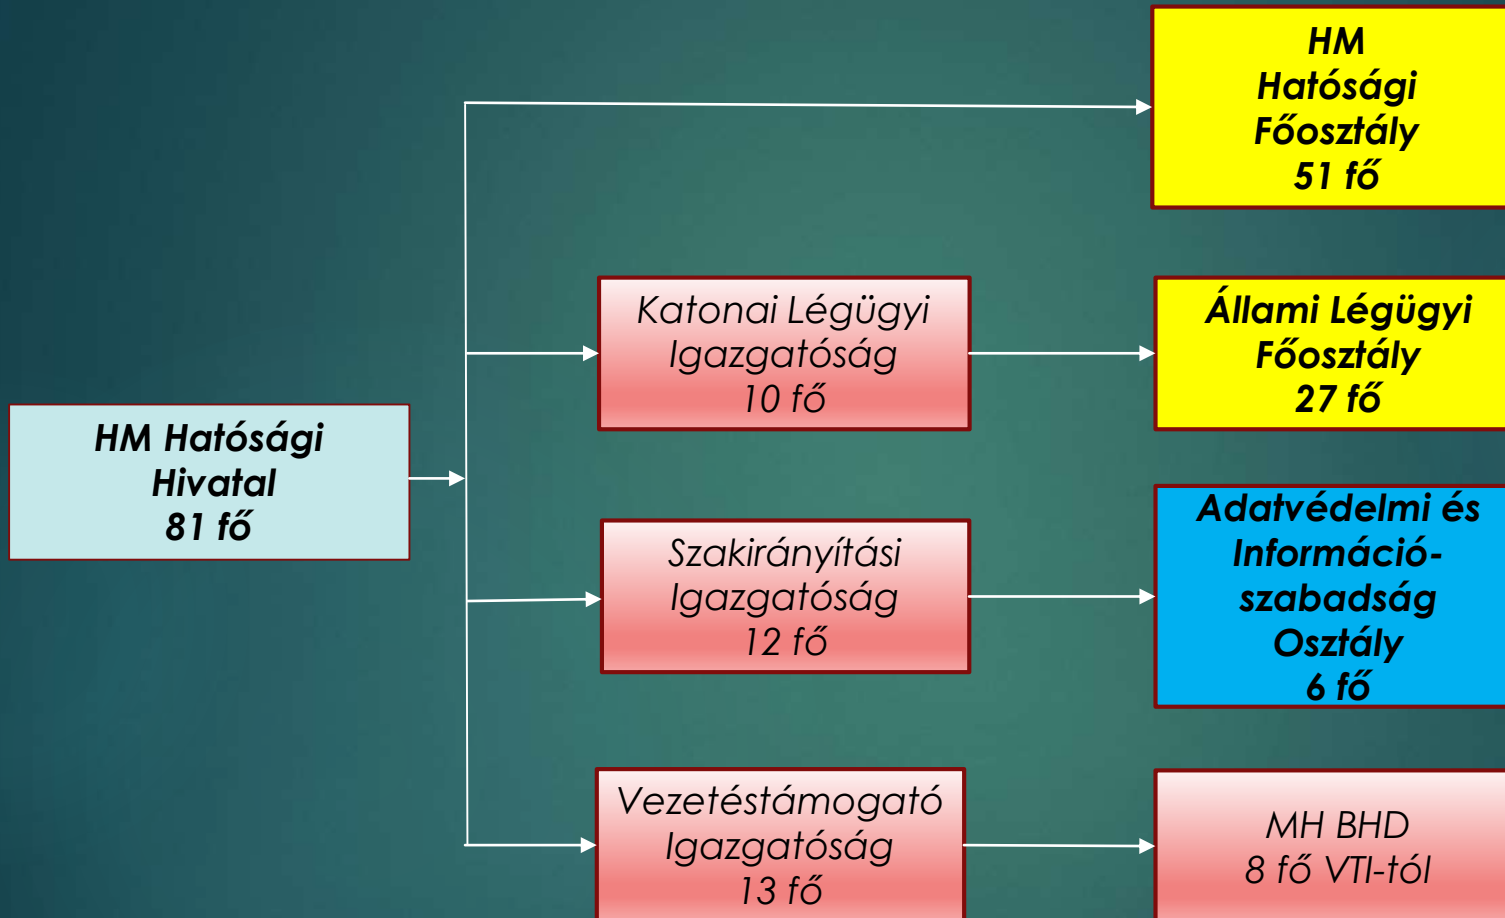 HM
Hatósági
Főosztály
51 fő
Katonai Légügyi
Igazgatóság
10 fő
Állami Légügyi
Főosztály
27 fő
HM Hatósági
Hivatal
81 fő
Szakirányítási
Igazgatóság
12 fő
Adatvédelmi és
Információ-
szabadság
Osztály
6 fő
Vezetéstámogató
Igazgatóság
13 fő
MH BHD
8 fő VTI-tól